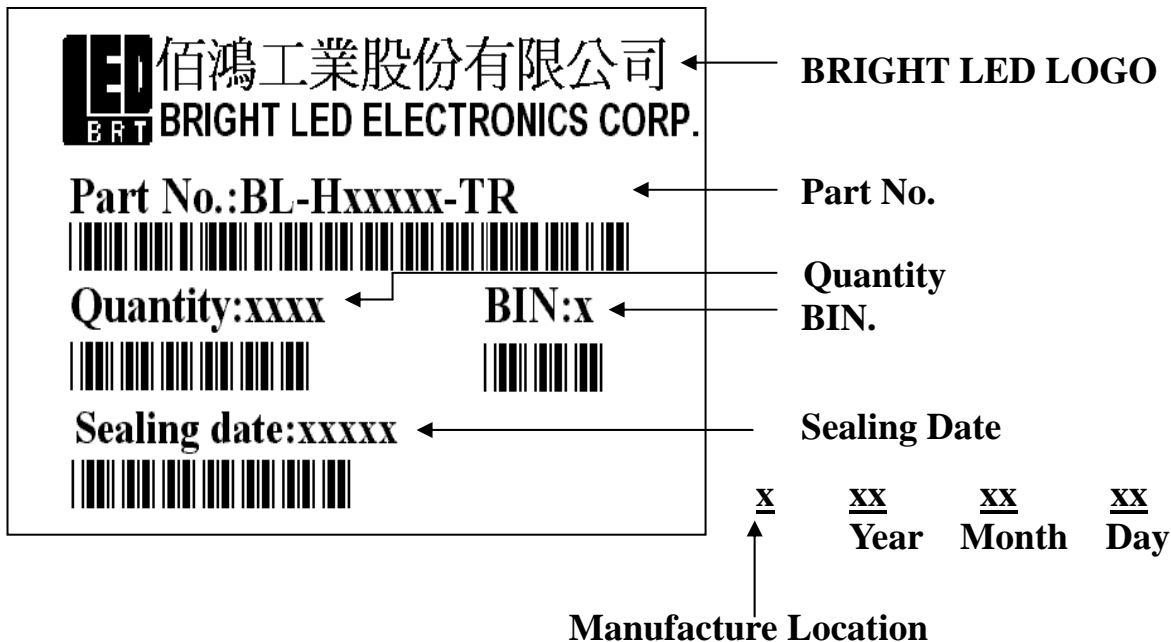 LED 佰鴻工業股份有限公司
BRT BRIGHT LED ELECTRONICS CORP.
BRIGHT LED LOGO
Part No.:BL-Hxxxxx-TR
Part No.
Quantity:xxxx
BIN:x
Quantity
BIN.
Sealing date:xxxxx
Sealing Date
x xx xx xx
Year Month Day
Manufacture Location